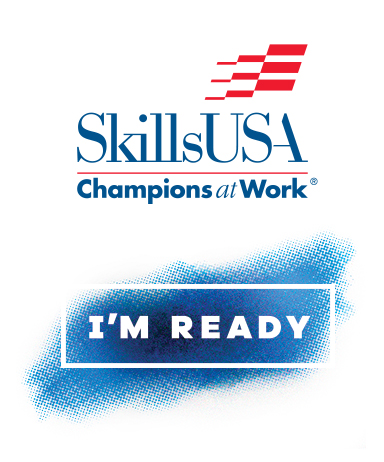 SkillsUSA
Champions at Work®
I'M READY